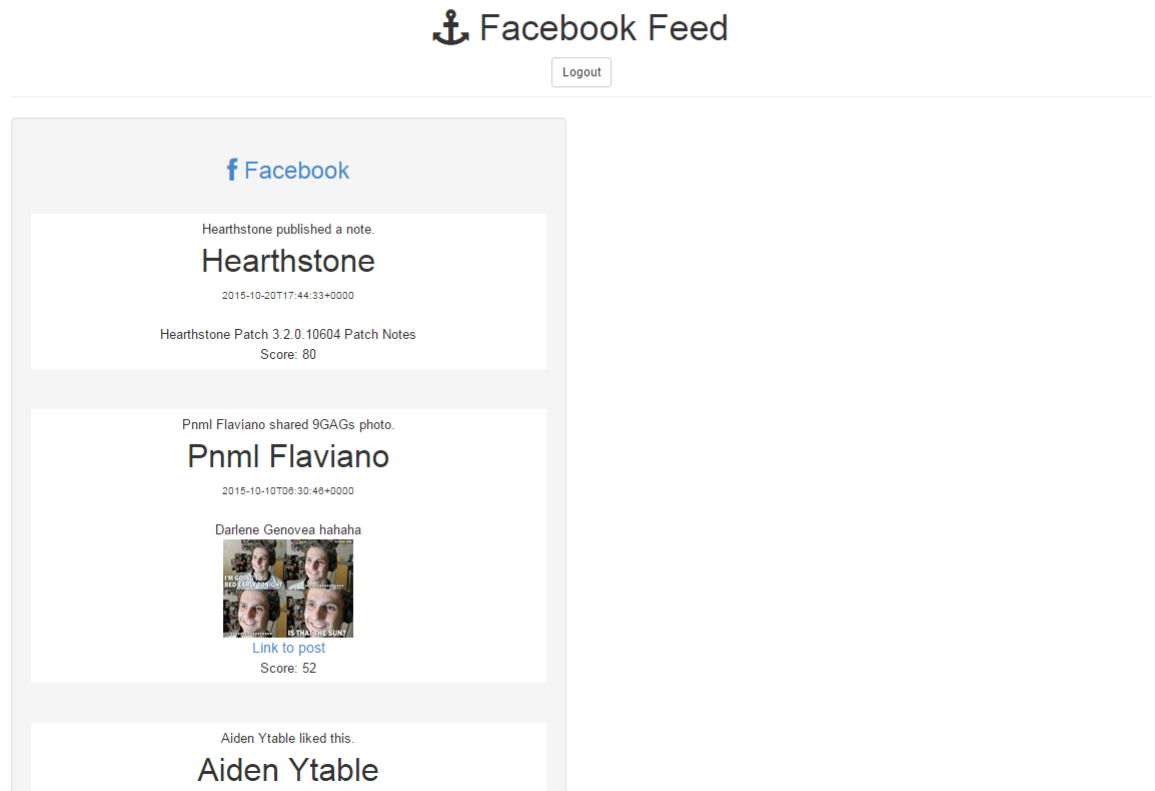 Facebook Feed
Logout
Facebook
Hearthstone published a note.
Hearthstone
2015-10-20T17:44:33+0000
Hearthstone Patch 3.2.0.10604 Patch Notes
Score: 80
Pnml Flaviano shared 9GAGs photo.
Pnml Flaviano
2015-10-10T06:30:46+0000
Darlene Genovea hahaha
I'M GOING TO
BED EARLY TONIGHT
IS THAT THE SUN?
Link to post
Score: 52
Aiden Ytable liked this.
Aiden Ytable